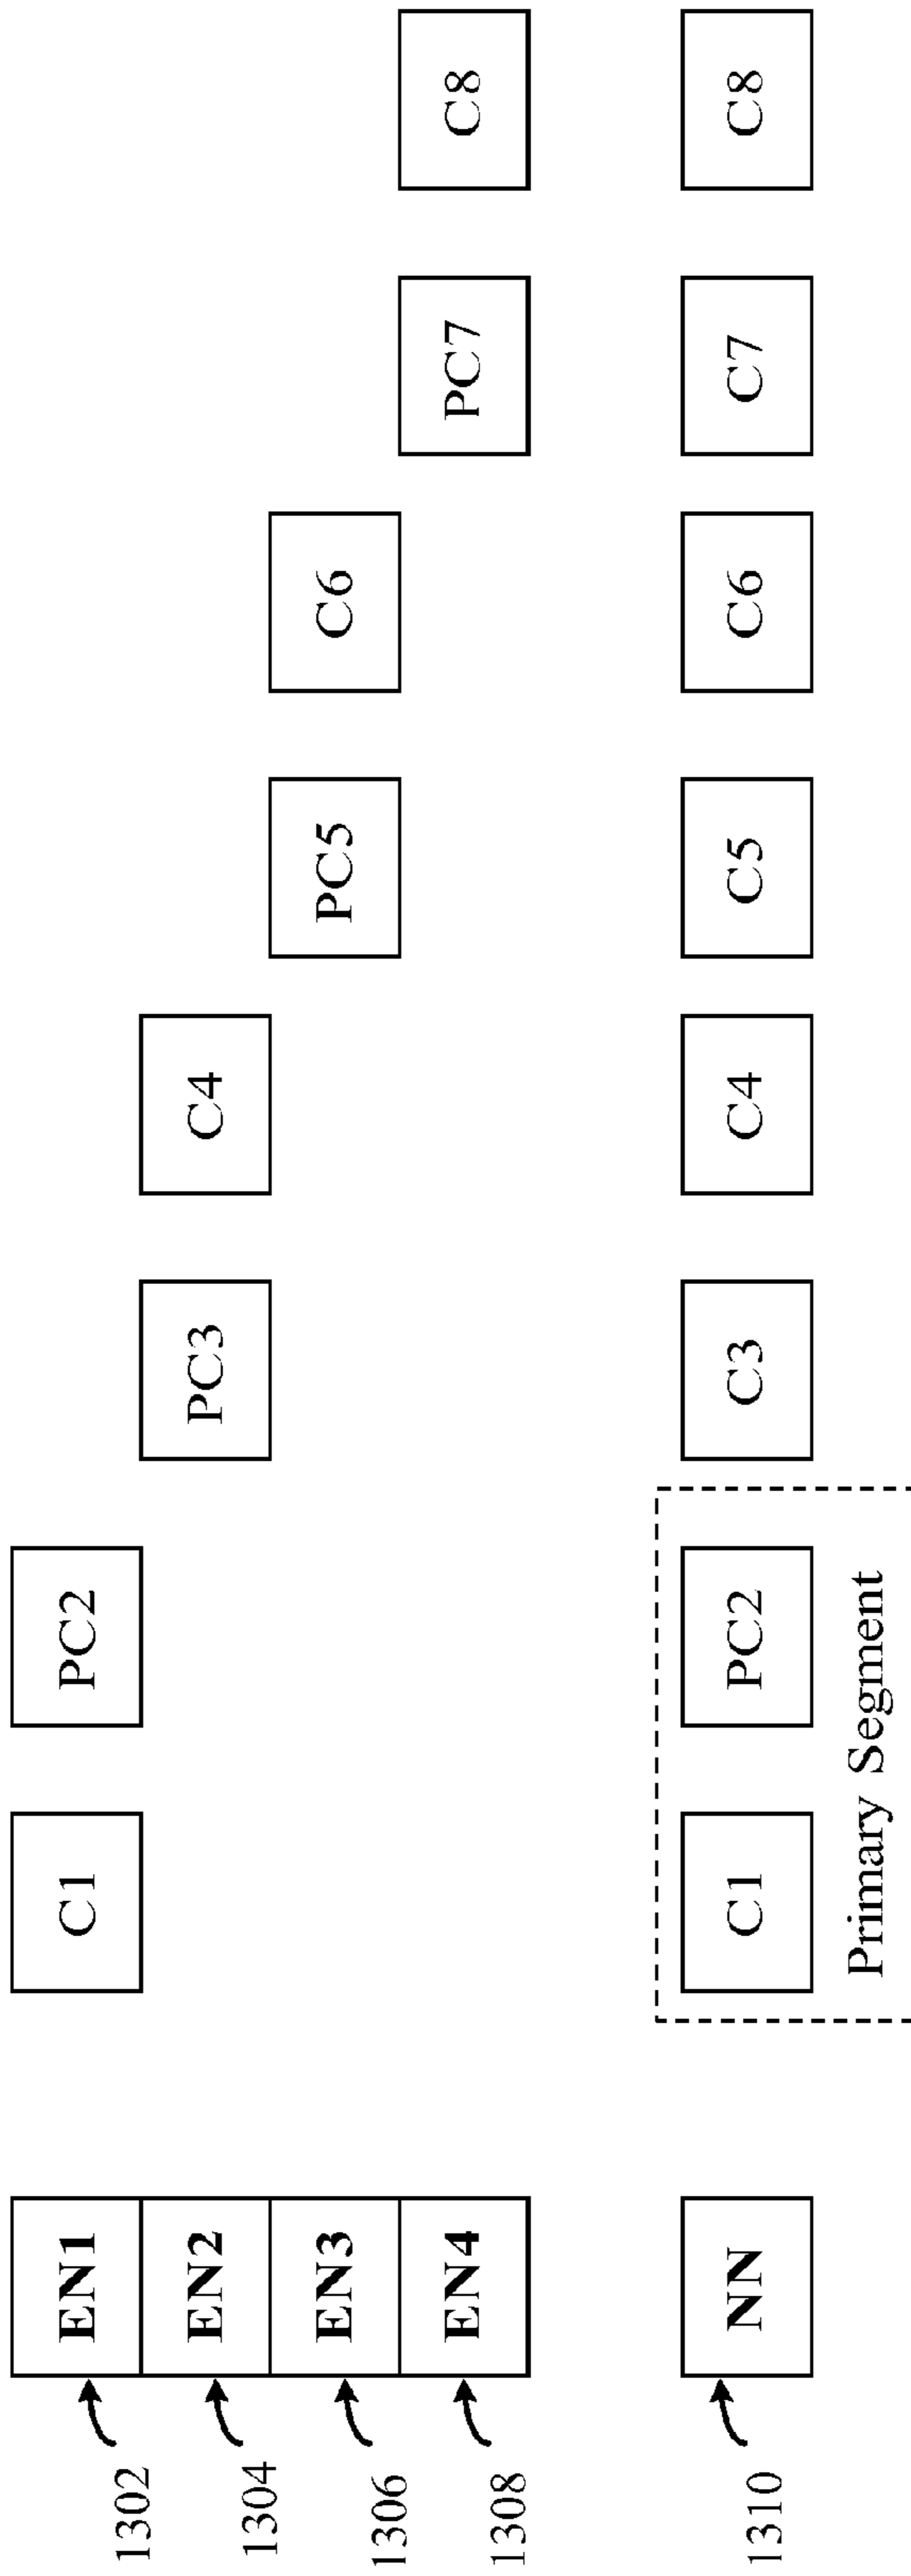 1302 EN1 C1 PC2
1304 EN2 PC3 C4
1306 EN3 PC5 C6
1308 EN4 PC7 C8
1310 NN C1 PC2 C3 C4 C5 C6 C7 C8
Primary Segment